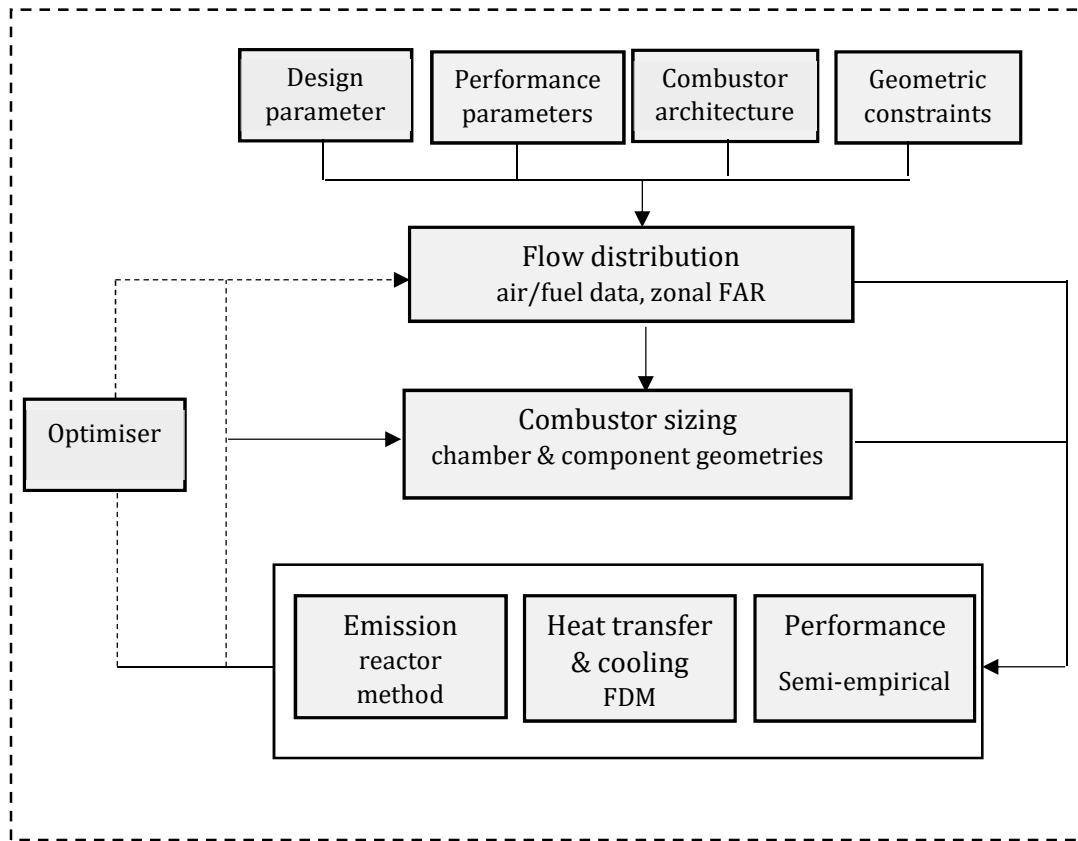 Design
parameter
Performance
parameters
Combustor
architecture
Geometric
constraints
Flow distribution
air/fuel data, zonal FAR
Optimiser
Combustor sizing
chamber & component geometries
Emission
reactor
method
Heat transfer
& cooling
FDM
Performance
Semi-empirical